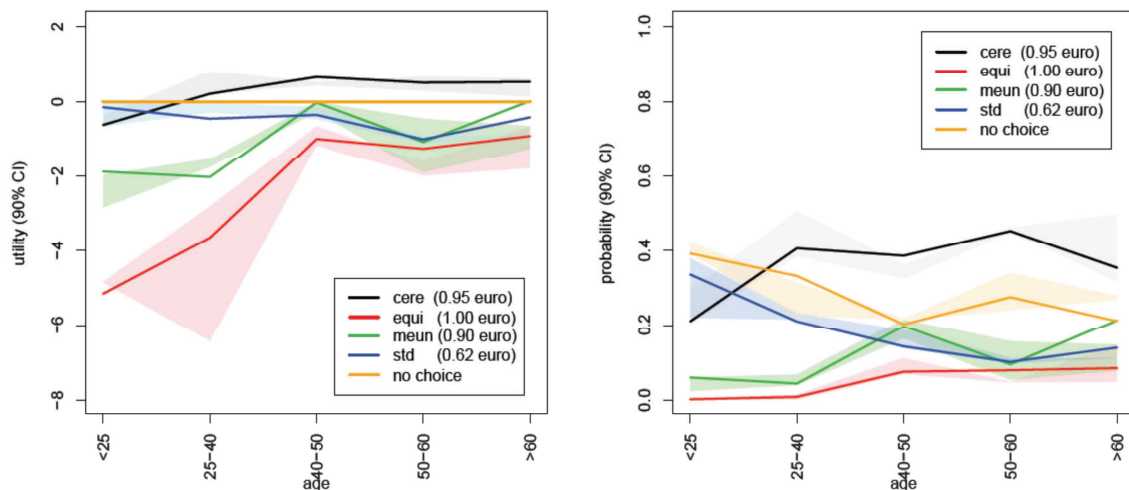 utility (90% CI)
2
0
-2
-4
-6
-8
cere (0.95 euro)
equi (1.00 euro)
meun (0.90 euro)
std (0.62 euro)
no choice
<25
25-40
40-50
50-60
>60
age
probability (90% CI)
1.0
0.8
0.6
0.4
0.2
0.0
cere (0.95 euro)
equi (1.00 euro)
meun (0.90 euro)
std (0.62 euro)
no choice
<25
25-40
40-50
50-60
>60
age